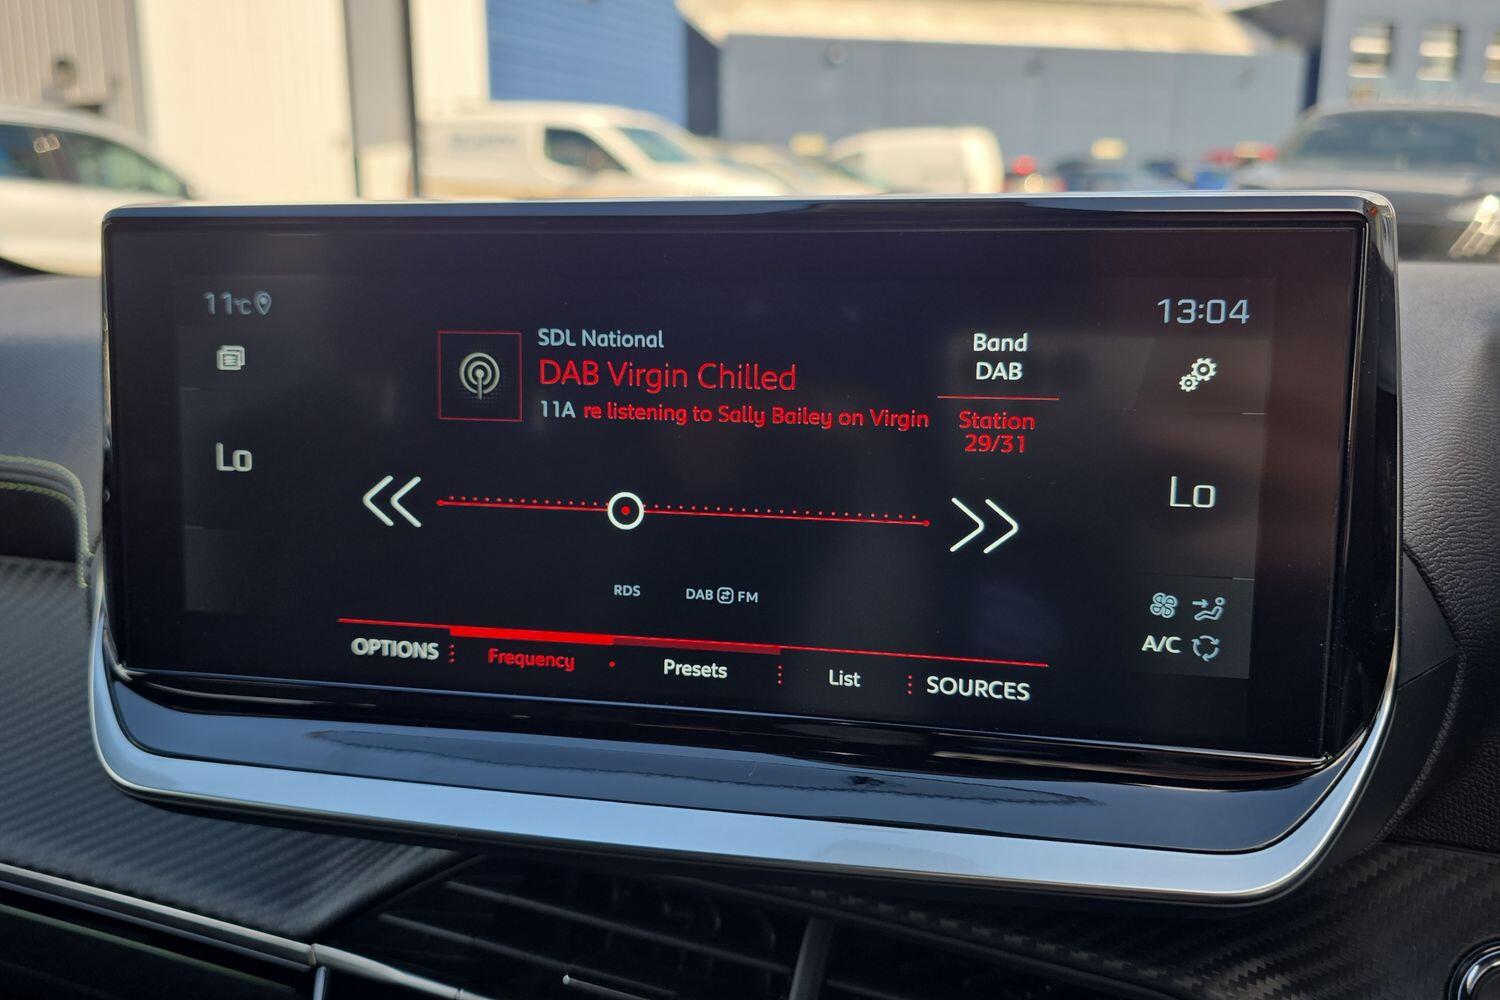 11°C
13:04
SDL National
DAB Virgin Chilled
11A re listening to Sally Bailey on Virgin
Band
DAB
Station
29/31
Lo
Lo
RDS
DAB FM
A/C
OPTIONS
Frequency
Presets
List
SOURCES